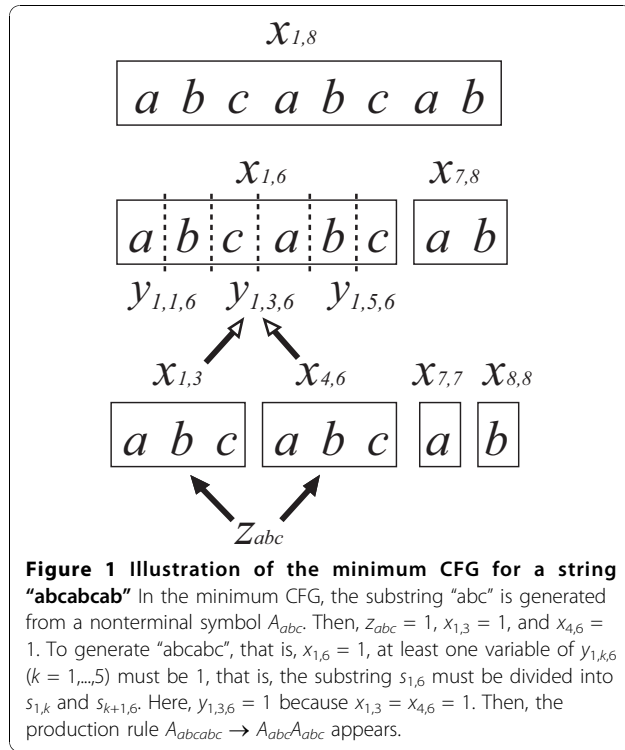 x1,8
a b c a b c a b
x1,6 x7,8
a b c a b c a b
y1,1,6 y1,3,6 y1,5,6
x1,3 x4,6 x7,7 x8,8
a b c a b c a b
zabc
Figure 1 Illustration of the minimum CFG for a string
"abcabcab" In the minimum CFG, the substring "abc" is generated
from a nonterminal symbol Aabc. Then, zabc = 1, x1,3 = 1, and x4,6 =
1. To generate "abcabc", that is, x1,6 = 1, at least one variable of y1,k,6
(k = 1,...,5) must be 1, that is, the substring s1,6 must be divided into
s1,k and sk+1,6. Here, y1,3,6 = 1 because x1,3 = x4,6 = 1. Then, the
production rule Aabcabc → AabcAabc appears.